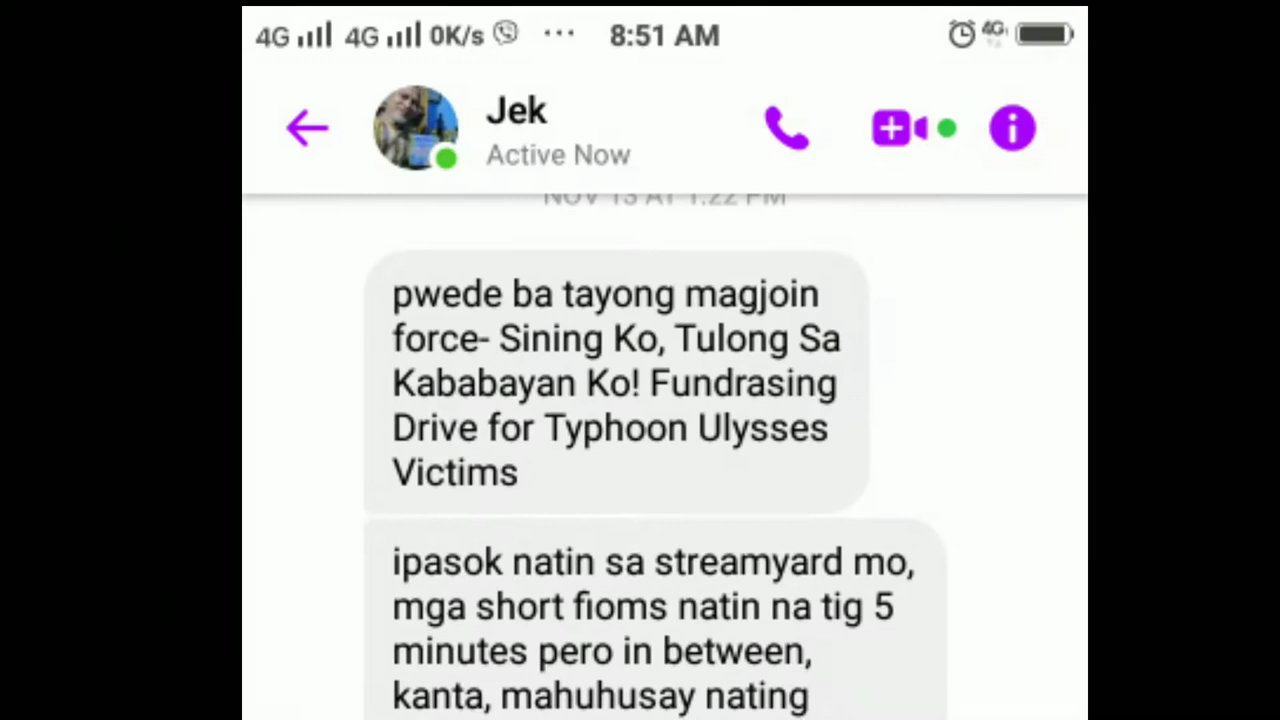 4G 4G 0K/s ... 8:51 AM 4G
Jek
Active Now
NOV 13 AT 1:22 PM
pwede ba tayong magjoin
force- Sining Ko, Tulong Sa
Kababayan Ko! Fundrasing
Drive for Typhoon Ulysses
Victims
ipasok natin sa streamyard mo,
mga short fioms natin na tig 5
minutes pero in between,
kanta, mahuhusay nating